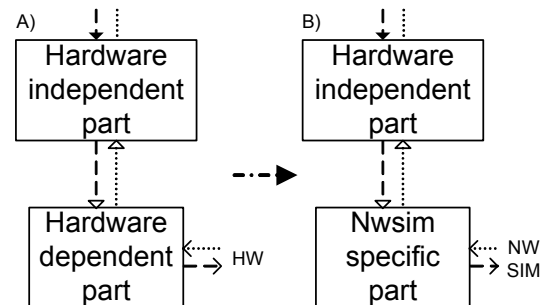 A)
Hardware
independent
part
Hardware
dependent
part
HW
B)
Hardware
independent
part
Nwsim
specific
part
NW
SIM